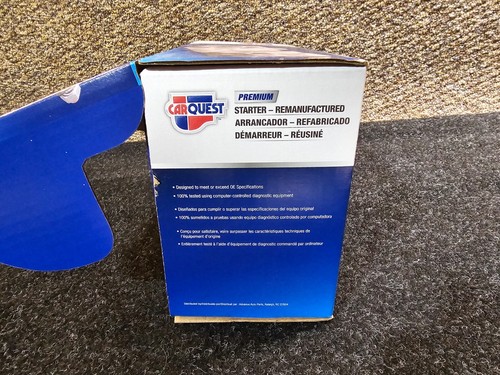 CARQUEST
PREMIUM
STARTER – REMANUFACTURED
ARRANCADOR – REFABRICADO
DÉMARREUR – RÉUSINÉ
• Designed to meet or exceed OE Specifications
• 100% tested using computer-controlled diagnostic equipment
• Diseñados para cumplir o superar las especificaciones del equipo original
• 100% sometidos a pruebas usando equipo diagnóstico controlado por computadora
• Conçu pour satisfaire, voire surpasser les caractéristiques techniques de
l'équipement d'origine
• Entièrement testé à l'aide d'équipement de diagnostic commandé par ordinateur